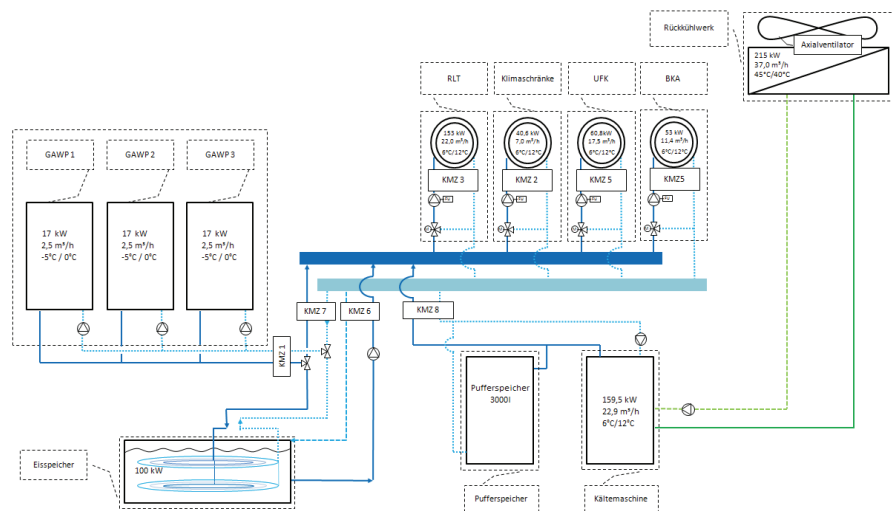 Rückkühlwerk
Axialventilator
215 kW
37,0 m³/h
45°C/40°C
RLT
Klimaschränke
UFK
BKA
155 kW
22,0 m³/h
6°C/12°C
KMZ 3
40,6 kW
7,0 m³/h
6°C/12°C
KMZ 2
60,8kW
17,5 m³/h
8°C/12°C
KMZ 5
53 kW
11,4 m³/h
6°C/12°C
KMZ5
FU
FU
FU
FU
GAWP 1
GAWP 2
GAWP 3
17 kW
2,5 m³/h
-5°C / 0°C
17 kW
2,5 m³/h
-5°C / 0°C
17 kW
2,5 m³/h
-5°C / 0°C
KMZ 7
KMZ 6
KMZ 8
KMZ 1
Pufferspeicher
3000l
159,5 kW
22,9 m³/h
6°C/12°C
Eisspeicher
100 kW
Pufferspeicher
Kältemaschine